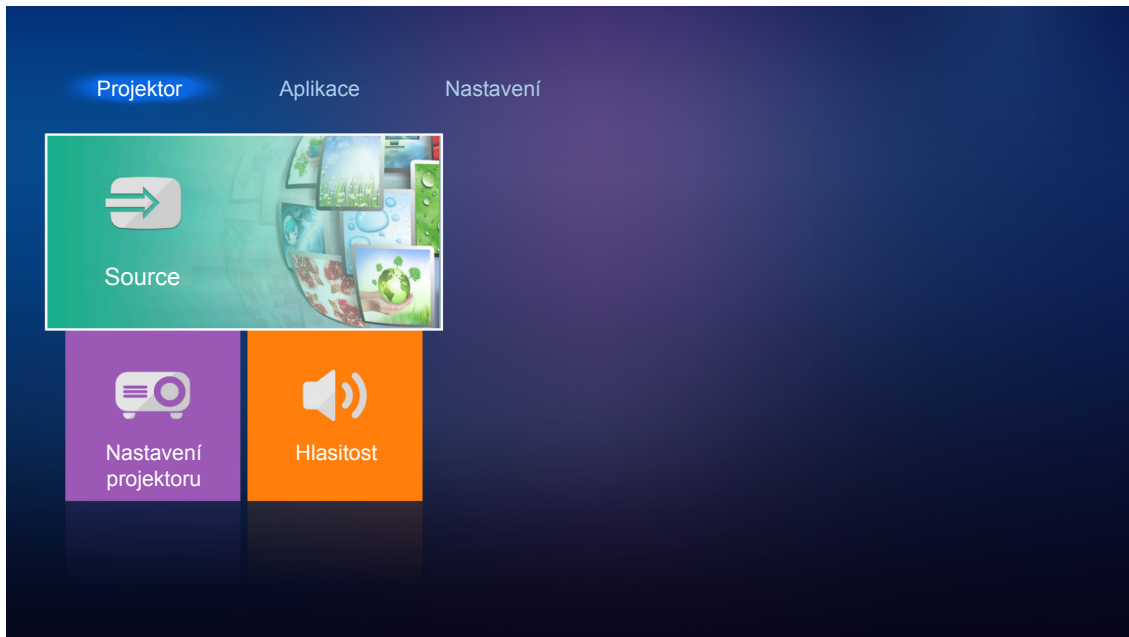 Projektor Aplikace Nastavení
Source
Nastavení
projektoru
Hlasitost